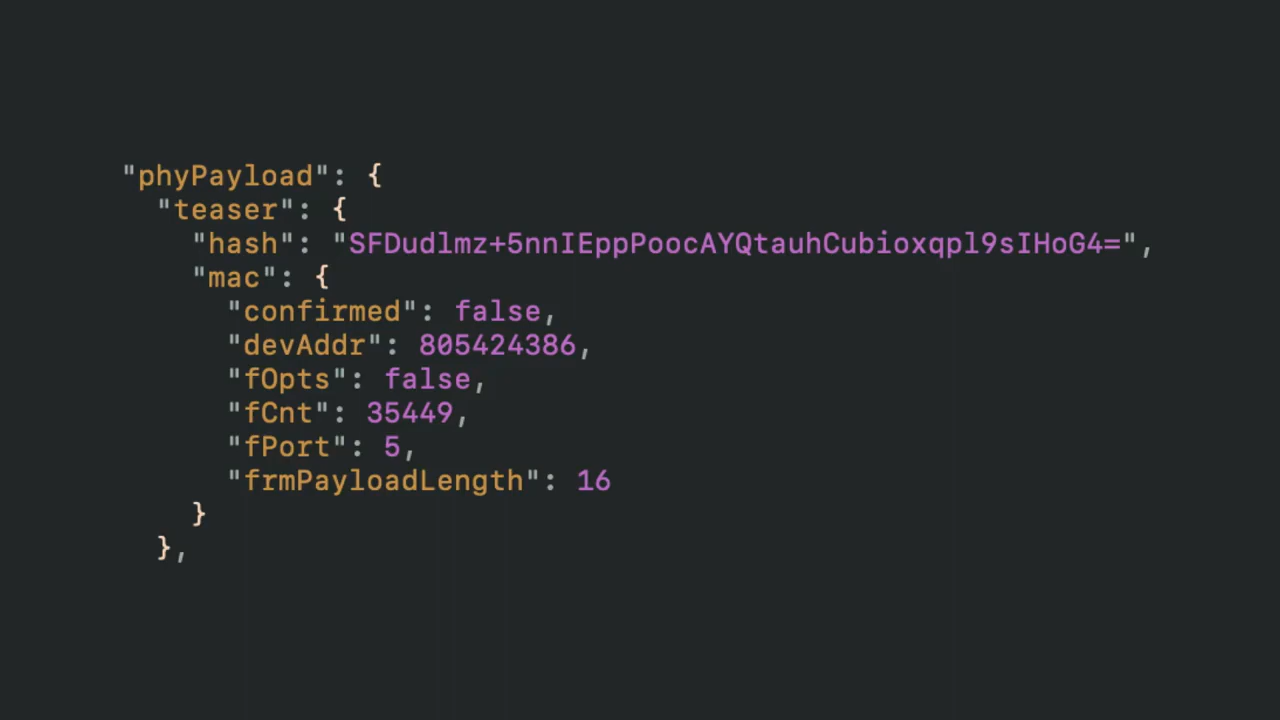 "phyPayload": {
"teaser": {
"hash": "SFDudlmz+5nnIEppPoocAYQtauhCubioxqpl9sIHoG4=",
"mac": {
"confirmed": false,
"devAddr": 805424386,
"fOpts": false,
"fCnt": 35449,
"fPort": 5,
"frmPayloadLength": 16
}
},